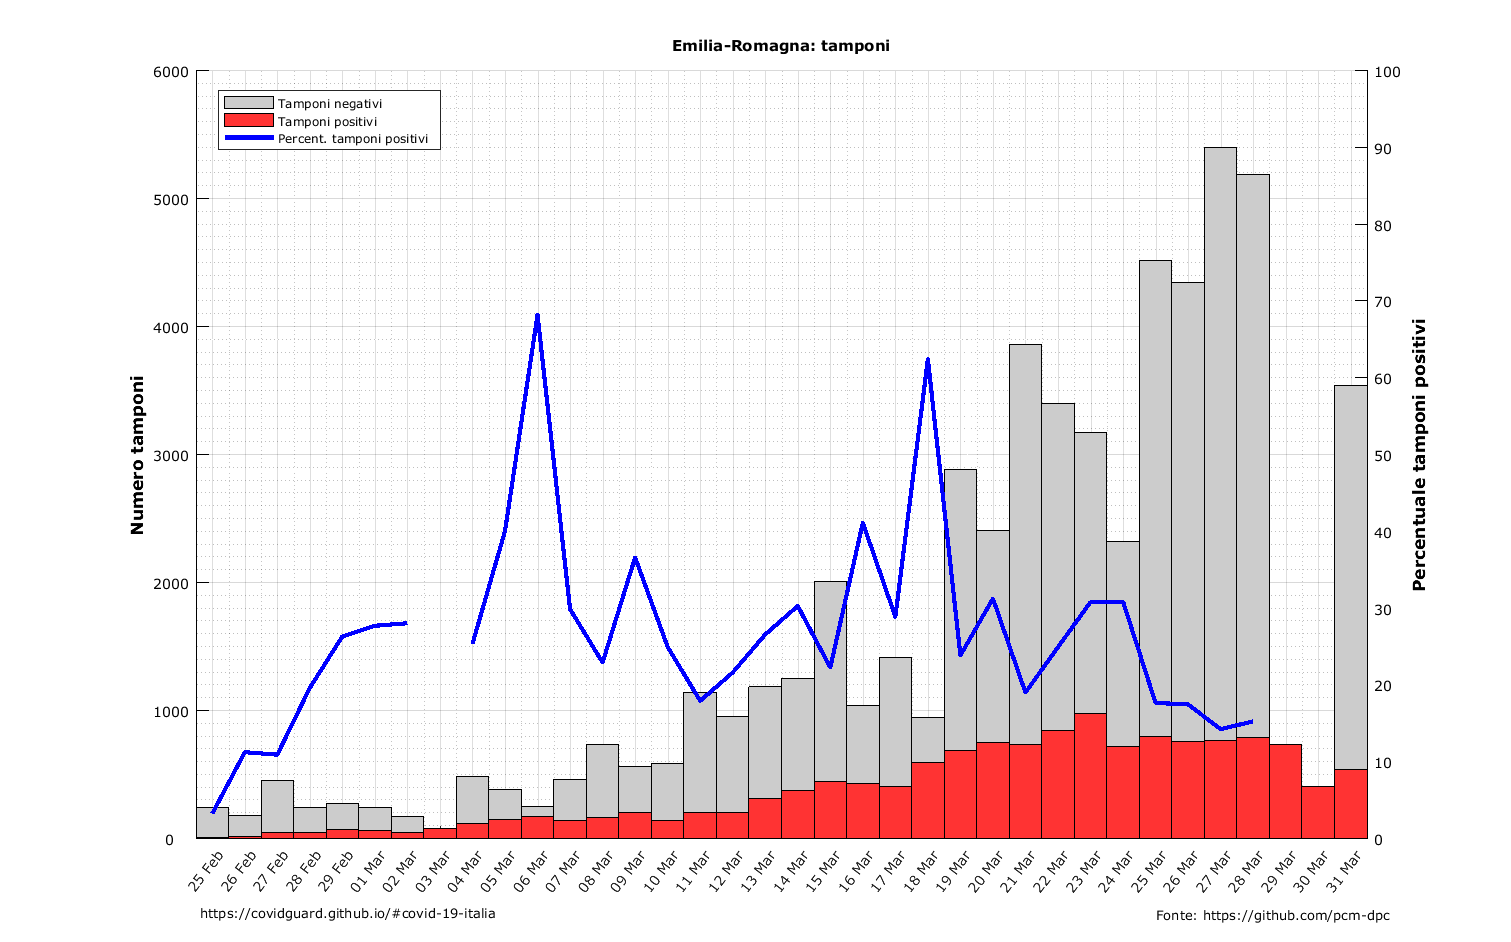 Emilia-Romagna: tamponi
Tamponi negativi
Tamponi positivi
Percent. tamponi positivi
Numero tamponi
6000
5000
4000
3000
2000
1000
0
100
90
80
70
60
50
40
30
20
10
0
Percentuale tamponi positivi
25 Feb
26 Feb
27 Feb
28 Feb
29 Feb
01 Mar
02 Mar
03 Mar
04 Mar
05 Mar
06 Mar
07 Mar
08 Mar
09 Mar
10 Mar
11 Mar
12 Mar
13 Mar
14 Mar
15 Mar
16 Mar
17 Mar
18 Mar
19 Mar
20 Mar
21 Mar
22 Mar
23 Mar
24 Mar
25 Mar
26 Mar
27 Mar
28 Mar
29 Mar
30 Mar
31 Mar
https://covidguard.github.io/#covid-19-italia
Fonte: https://github.com/pcm-dpc